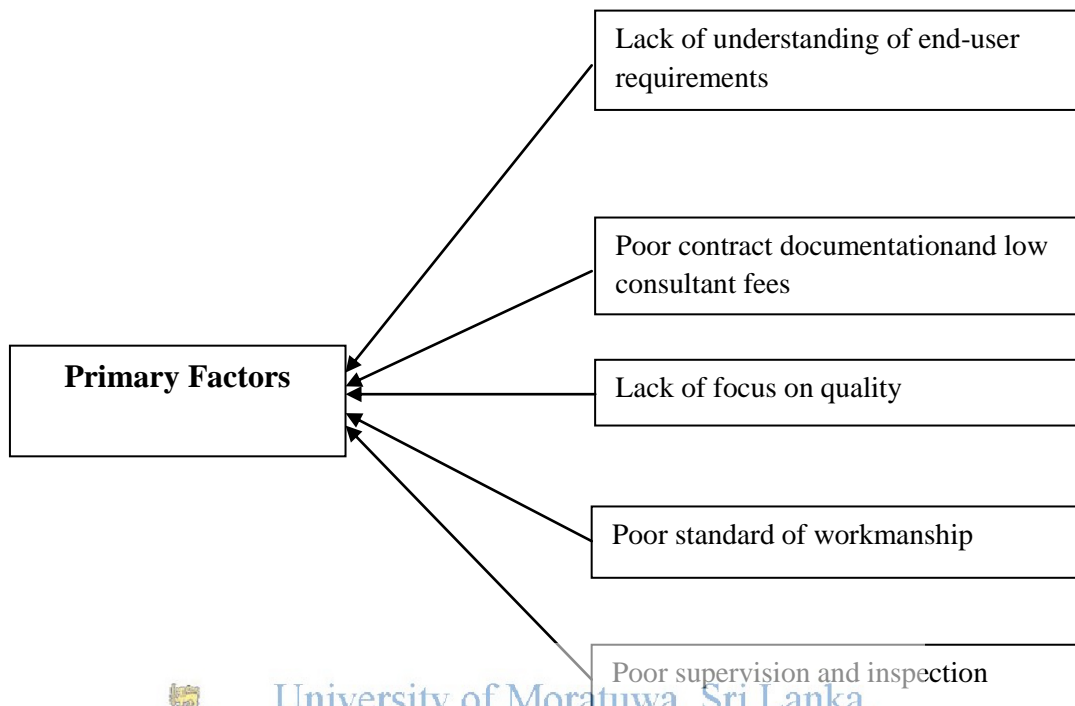 Lack of understanding of end-user
requirements
Poor contract documentationand low
consultant fees
Primary Factors
Lack of focus on quality
Poor standard of workmanship
Poor supervision and inspection
University of Moratuwa, Sri Lanka